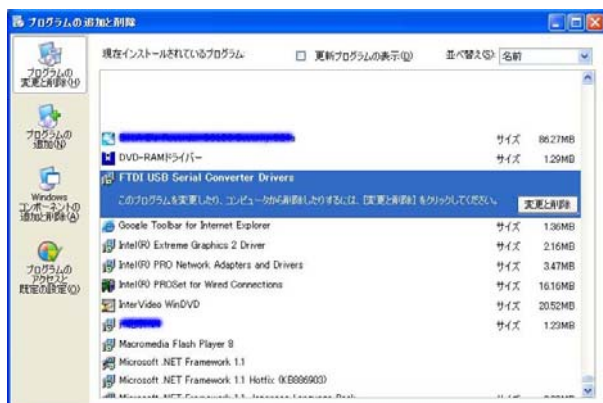 プログラムの追加と削除
現在インストールされているプログラム: 更新プログラムの表示(D) 並べ替え(S): 名前
プログラムの変更と削除(H)
プログラムの追加(N)
Windows コンポーネントの追加と削除(A)
プログラムのアクセスと既定の設定(O)
サイズ 86.27MB
DVD-RAMドライバー サイズ 1.29MB
FTDI USB Serial Converter Drivers
このプログラムを変更したり、コンピュータから削除したりするには、[変更と削除] をクリックしてください。 変更と削除
Google Toolbar for Internet Explorer サイズ 1.36MB
Intel(R) Extreme Graphics 2 Driver サイズ 2.16MB
Intel(R) PRO Network Adapters and Drivers サイズ 3.47MB
Intel(R) PROSet for Wired Connections サイズ 16.16MB
InterVideo WinDVD サイズ 20.52MB
サイズ 1.23MB
Macromedia Flash Player 8
Microsoft .NET Framework 1.1
Microsoft .NET Framework 1.1 Hotfix (KB886903)
Microsoft .NET Framework 1.1 Japanese Language Pack サイズ